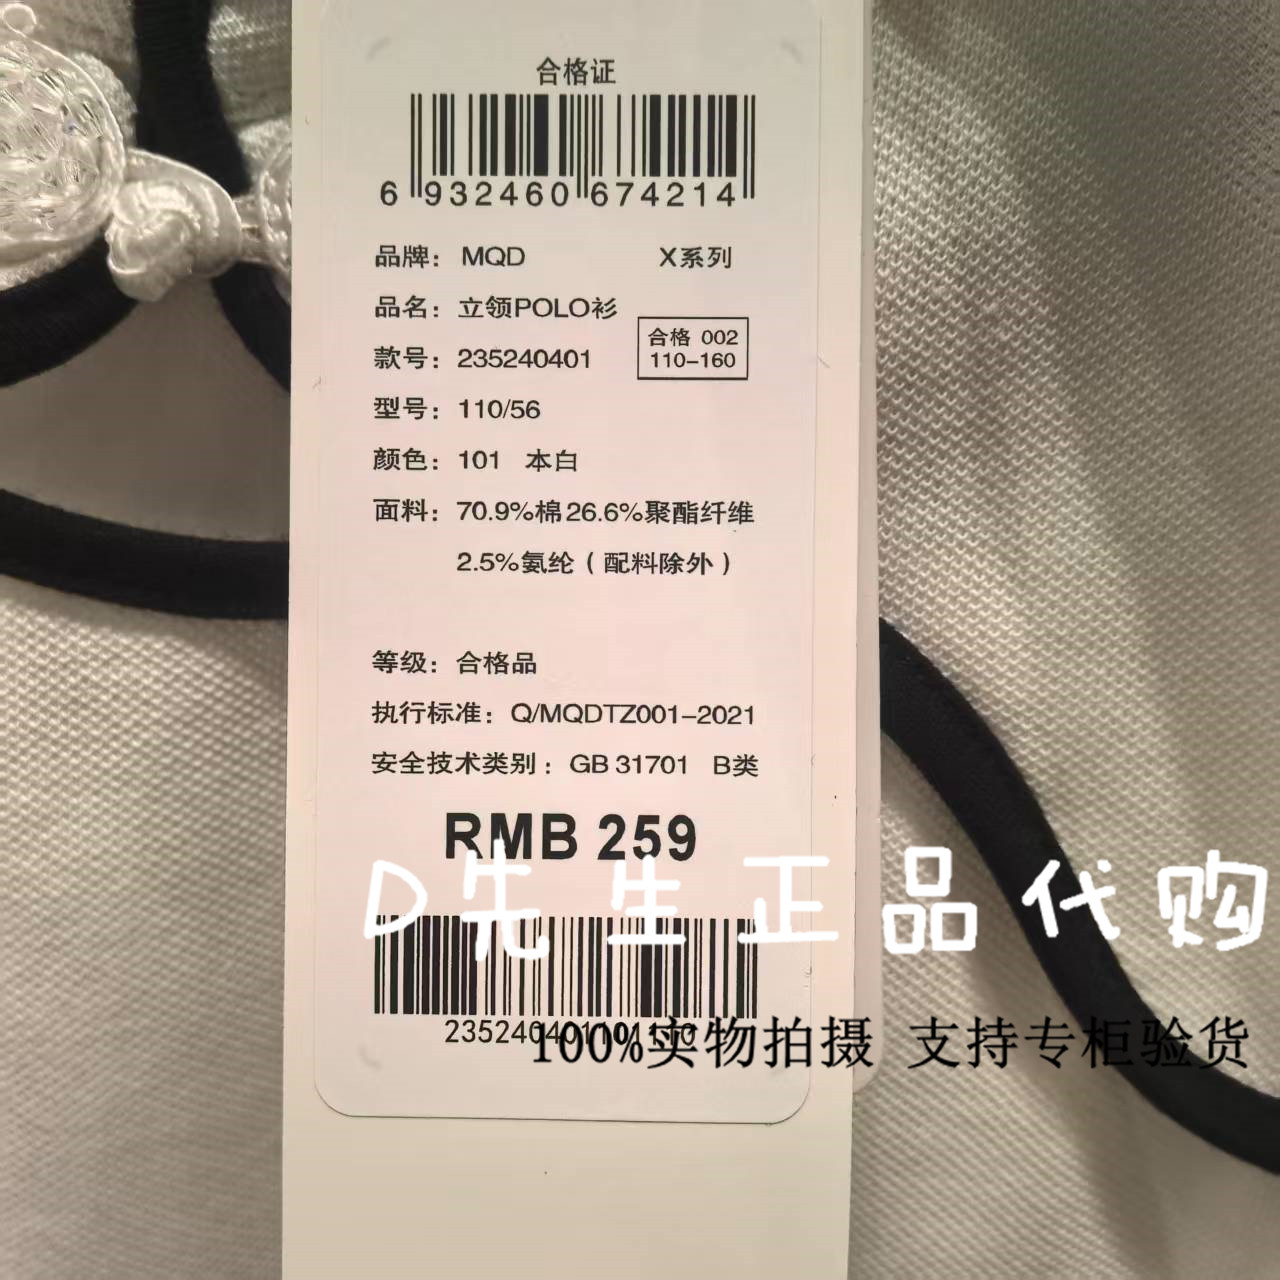 合格证
6 932460 674214
品牌： MQD X系列
品名：立领POLO衫
合格 002
110-160
款号：235240401
型号：110/56
颜色：101 本白
面料：70.9%棉26.6%聚酯纤维
2.5%氨纶（配料除外）
等级：合格品
执行标准：Q/MQDTZ001-2021
安全技术类别：GB 31701 B类
RMB 259
D先生正品代购
235240401101110
100%实物拍摄 支持专柜验货